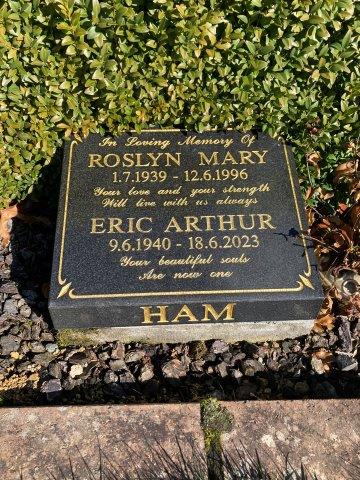 In Loving Memory Of
ROSLYN MARY
1.7.1939 - 12.6.1996
Your love and your strength
Will live with us always
ERIC ARTHUR
9.6.1940 - 18.6.2023
Your beautiful souls
Are now one
HAM